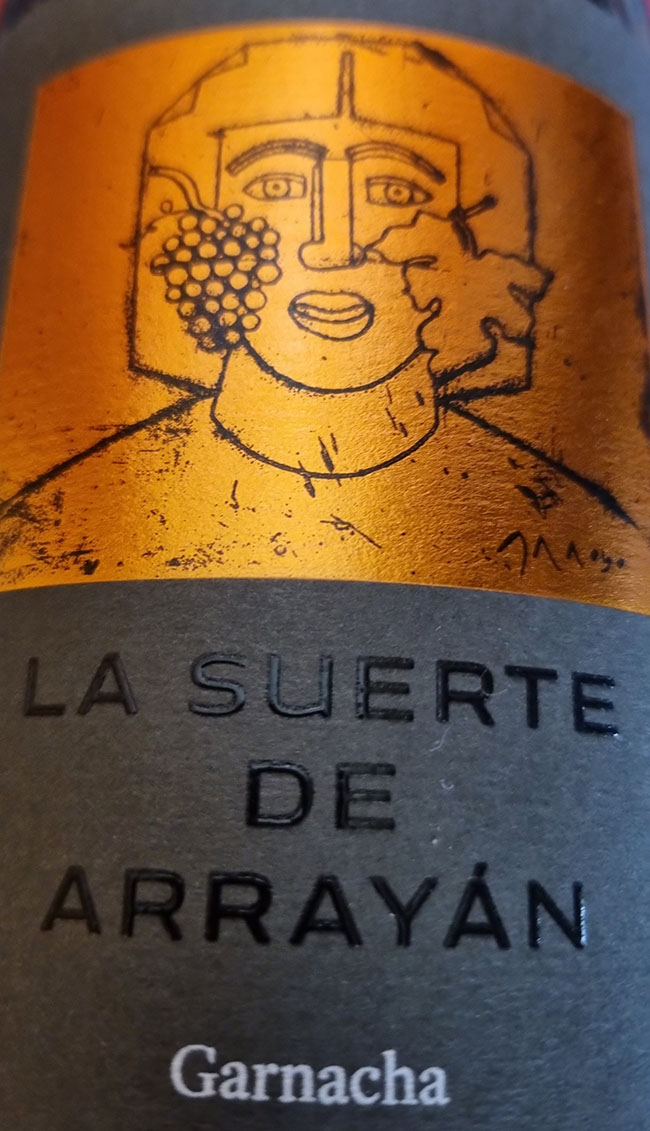 LA SUERTE
DE
ARRAYÁN
Garnacha